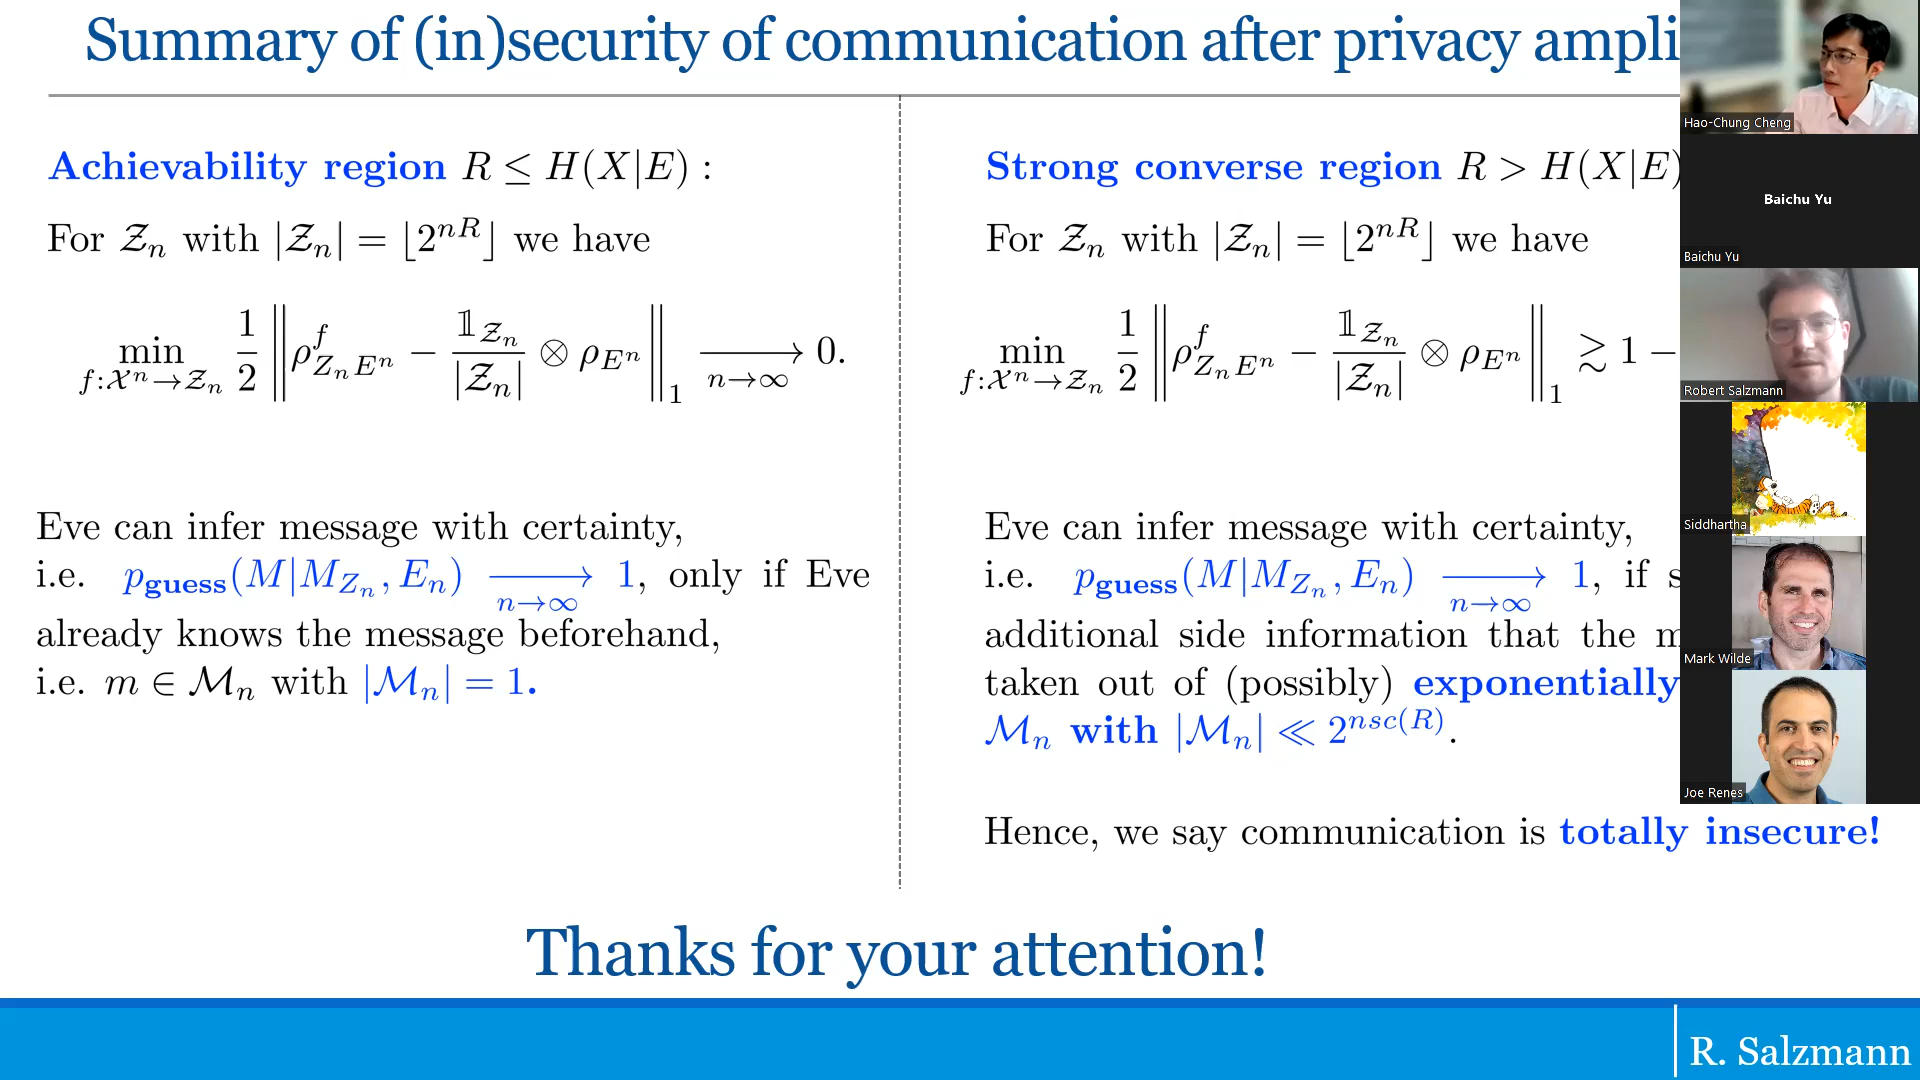 Summary of (in)security of communication after privacy ampli
Achievability region R ≤ H(X|E) :
For 𝒵ₙ with |𝒵ₙ| = ⌊2^{nR}⌋ we have
min_{f:𝒳ⁿ→𝒵ₙ} 1/2 ‖ρ^f_{ZₙEⁿ} − 𝟙_{𝒵ₙ}/|𝒵ₙ| ⊗ ρ_{Eⁿ}‖₁ ⟶_{n→∞} 0.
Eve can infer message with certainty,
i.e. p_guess(M|M_{Zₙ}, Eₙ) ⟶_{n→∞} 1, only if Eve
already knows the message beforehand,
i.e. m ∈ ℳₙ with |ℳₙ| = 1.
Strong converse region R > H(X|E)
For 𝒵ₙ with |𝒵ₙ| = ⌊2^{nR}⌋ we have
min_{f:𝒳ⁿ→𝒵ₙ} 1/2 ‖ρ^f_{ZₙEⁿ} − 𝟙_{𝒵ₙ}/|𝒵ₙ| ⊗ ρ_{Eⁿ}‖₁ ≳ 1 −
Eve can infer message with certainty,
i.e. p_guess(M|M_{Zₙ}, Eₙ) ⟶_{n→∞} 1, if s
additional side information that the m
taken out of (possibly) exponentially
ℳₙ with |ℳₙ| ≪ 2^{nsc(R)}.
Hence, we say communication is totally insecure!
Thanks for your attention!
R. Salzmann
Hao-Chung Cheng
Baichu Yu
Baichu Yu
Robert Salzmann
Siddhartha
Mark Wilde
Joe Renes